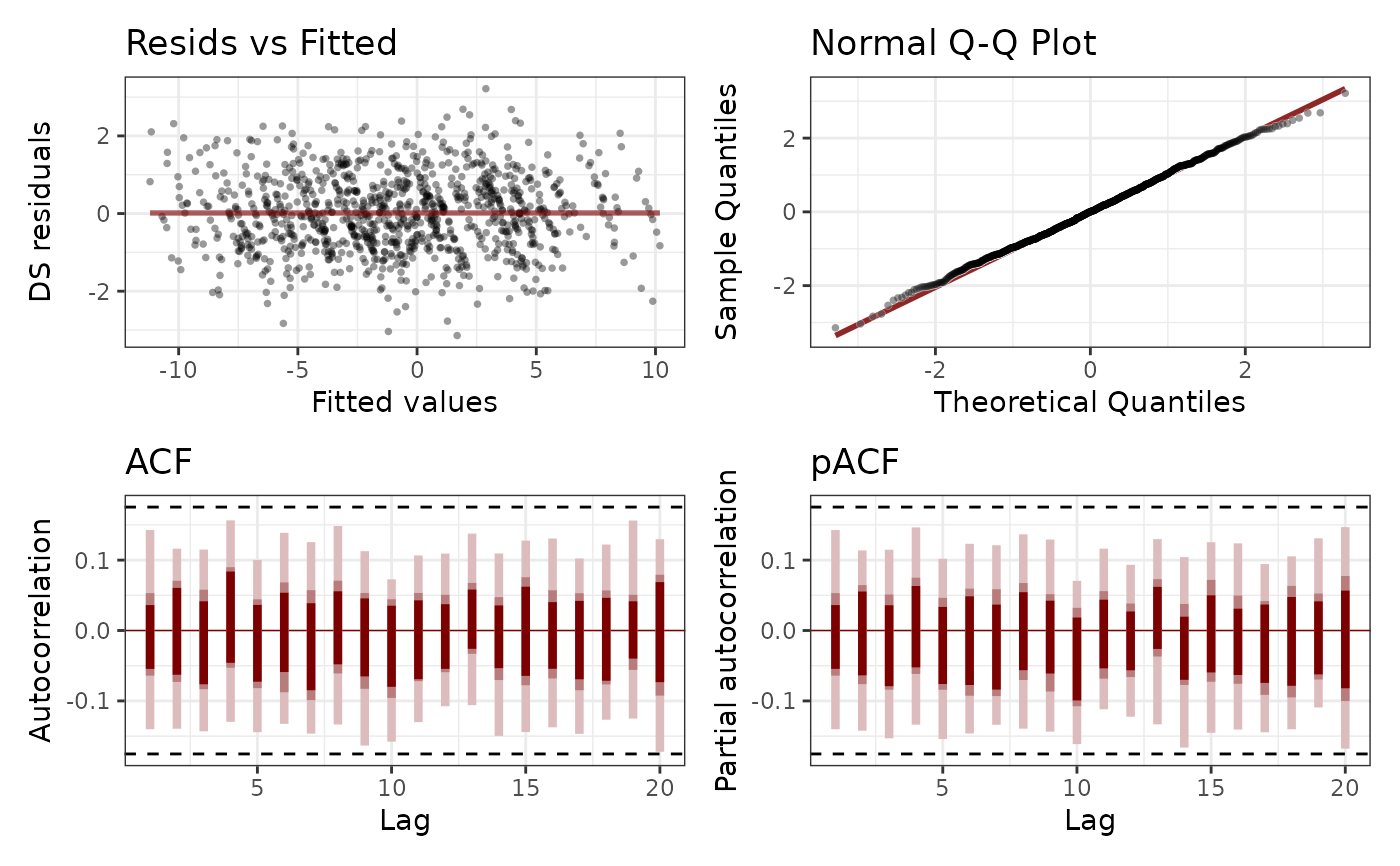 Resids vs Fitted
DS residuals
2
0
-2
-10 -5 0 5 10
Fitted values
Normal Q-Q Plot
Sample Quantiles
2
0
-2
-2 0 2
Theoretical Quantiles
ACF
Autocorrelation
0.1
0.0
-0.1
5 10 15 20
Lag
pACF
Partial autocorrelation
0.1
0.0
-0.1
5 10 15 20
Lag